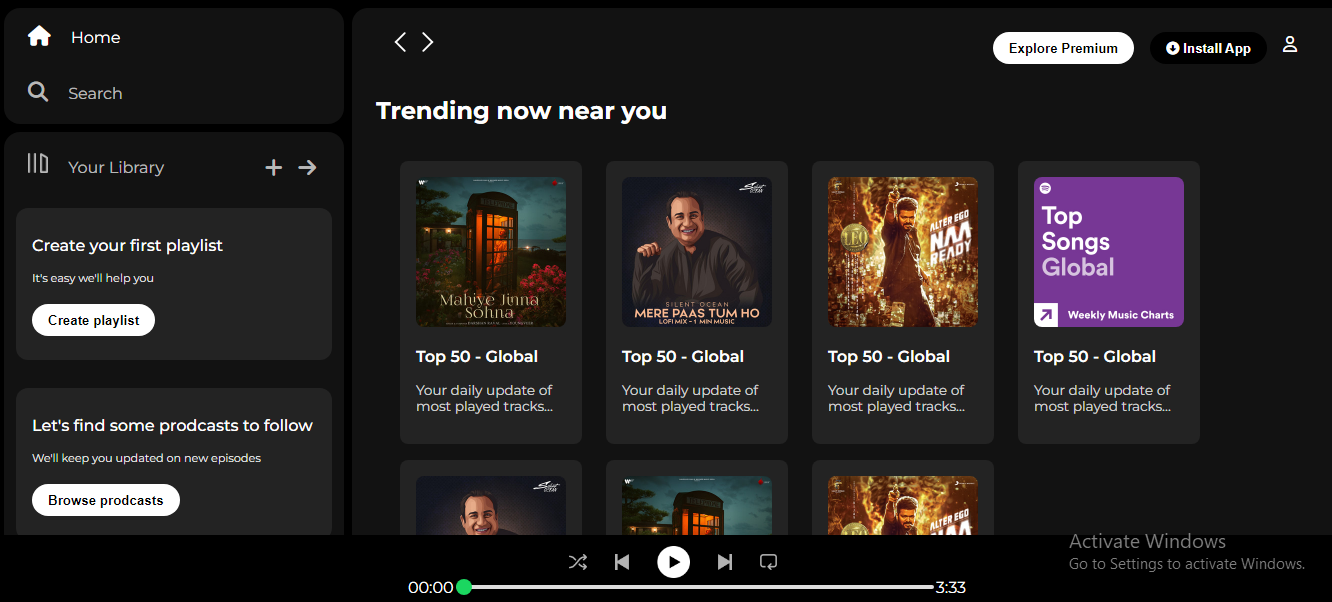 Home
Search
Your Library
Create your first playlist
It's easy we'll help you
Create playlist
Let's find some prodcasts to follow
We'll keep you updated on new episodes
Browse prodcasts
Explore Premium
Install App
Trending now near you
Mahiye Jinna
Sohna
Top 50 - Global
Your daily update of
most played tracks...
SILENT OCEAN
MERE PAAS TUM HO
LOFI MIX - 1 MIN MUSIC
Top 50 - Global
Your daily update of
most played tracks...
LEO
ALTER EGO
NAA
READY
Top 50 - Global
Your daily update of
most played tracks...
Top
Songs
Global
Weekly Music Charts
Top 50 - Global
Your daily update of
most played tracks...
ALTER EGO
NAA
00:00
3:33
Activate Windows
Go to Settings to activate Windows.